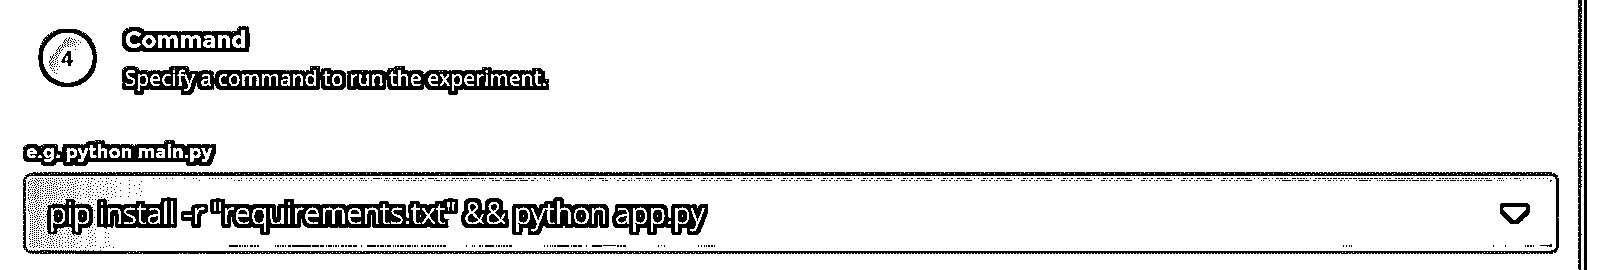 4
Command
Specify a command to run the experiment.
e.g. python main.py
pip install -r "requirements.txt" && python app.py